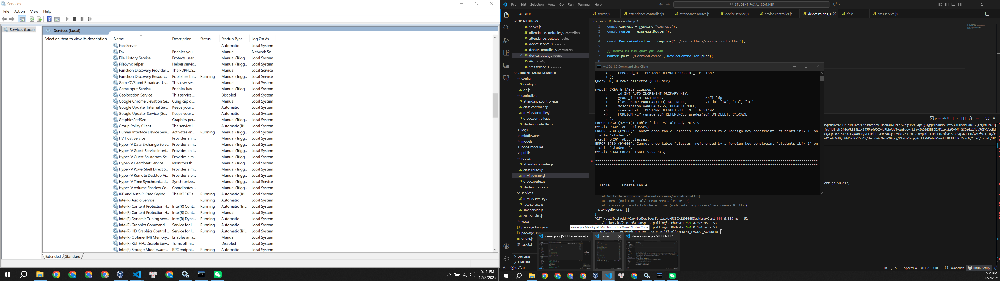 Services
File Action View Help
Services (Local)
Services (Local)
Select an item to view its description.
Name Description Status Startup Type Log On As
FaceServer Automatic Local System
Fax Enables you ... Manual Network Se...
File History Service Protects user... Manual (Trigg... Local System
FileSyncHelper Helper servic... Manual (Trigg... Local System
Function Discovery Provider ... The FDPHOS... Manual Local Service
Function Discovery Resourc... Publishes thi... Running Manual (Trigg... Local Service
GameDVR and Broadcast Us... This user ser... Manual Local System
GameInput Service Enables key... Manual (Trigg... Local System
Geolocation Service This service ... Disabled Local System
Google Chrome Elevation Se... Cung cấp dị... Manual Local System
Google Updater Internal Ser... Keeps your ... Automatic Local System
Google Updater Service (Go... Keeps your ... Automatic Local System
GraphicsPerfSvc Graphics per... Manual (Trigg... Local System
Group Policy Client The service i... Automatic (Tri... Local System
Human Interface Device Serv... Activates an... Running Manual (Trigg... Local System
HV Host Service Provides an i... Manual (Trigg... Local System
Hyper-V Data Exchange Serv... Provides a m... Manual (Trigg... Local System
Hyper-V Guest Service Interf... Provides an i... Manual (Trigg... Local System
Hyper-V Guest Shutdown Se... Provides a m... Manual (Trigg... Local System
Hyper-V Heartbeat Service Monitors th... Manual (Trigg... Local System
Hyper-V PowerShell Direct S... Provides a m... Manual (Trigg... Local System
Hyper-V Remote Desktop Vi... Provides a pl... Manual (Trigg... Local System
Hyper-V Time Synchronizati... Synchronize... Manual (Trigg... Local Service
Hyper-V Volume Shadow Co... Coordinates ... Manual (Trigg... Local System
IKE and AuthIP IPsec Keying ... The IKEEXT s... Running Automatic (Tri... Local System
Intel(R) Audio Service Running Automatic Local System
Intel(R) Content Protection H... Intel(R) Cont... Running Automatic (Tri... Local System
Intel(R) Content Protection H... Intel(R) Cont... Running Manual Local System
Intel(R) Dynamic Tuning serv... Intel(R) Dyna... Running Automatic Local System
Intel(R) Graphics Command ... Service for I... Running Automatic Local System
Intel(R) HD Graphics Control ... Service for I... Running Automatic (Tri... Local System
Intel(R) Optane(TM) Memory... Enables ama... Manual Local System
Intel(R) RST HFC Disable Serv... Turns off hi... Disabled Local System
Intel(R) Storage Middleware ... RPC endpoi... Running Automatic Local System
Extended Standard
5:21 PM
12/2/2025
File Edit Selection View Go Run Terminal Help
STUDENT_FACIAL_SCANNER
EXPLORER
OPEN EDITORS
server.js
attendance.controller.js controllers
attendance.routes.js routes
device.service.js services
device.controller.js controllers
device.routes.js routes
db.js config
sms.service.js services
STUDENT_FACIAL_SCANNER
config
config.js
db.js
controllers
attendance.controller.js
class.controller.js
device.controller.js
grade.controller.js
student.controller.js
logs
middlewares
models
node_modules
public
routes
attendance.routes.js
class.routes.js
device.routes.js
grade.routes.js
student.routes.js
services
device.service.js
face.service.js
sms.service.js
zalo.service.js
views
package-lock.json
package.json
server.js
task.txt
OUTLINE
TIMELINE
server.js attendance.controller.js attendance.routes.js device.service.js device.controller.js device.routes.js db.js sms.service.js
routes > device.routes.js > ...
1 const express = require("express");
2 const router = express.Router();
3
4 const DeviceController = require("../controllers/device.controller");
5
6 // Route mà máy quét gửi đến
7 router.post("/CarriedDevice", DeviceController.push);
8
MySQL 8.0 Command Line Client
-> created_at TIMESTAMP DEFAULT CURRENT_TIMESTAMP
-> );
Query OK, 0 rows affected (0.03 sec)
mysql> CREATE TABLE classes (
-> id INT AUTO_INCREMENT PRIMARY KEY,
-> grade_id INT NOT NULL, -- Khối lớp
-> class_name VARCHAR(100) NOT NULL, -- Ví dụ: "1A", "1B", "1C"
-> description VARCHAR(255) DEFAULT NULL,
-> created_at TIMESTAMP DEFAULT CURRENT_TIMESTAMP,
-> FOREIGN KEY (grade_id) REFERENCES grades(id) ON DELETE CASCADE
-> );
ERROR 1050 (42S01): Table 'classes' already exists
mysql> DROP TABLE classes;
ERROR 3730 (HY000): Cannot drop table 'classes' referenced by a foreign key constraint 'students_ibfk_1' on
table 'students'.
mysql> DROP TABLE classes;
ERROR 3730 (HY000): Cannot drop table 'classes' referenced by a foreign key constraint 'students_ibfk_1' on
table 'students'.
mysql> SHOW CREATE TABLE students;
| Table | Create Table
powershell
art.js:588:17)
at Writable.end (node:internal/streams/writable:843:5)
at onend (node:internal/streams/readable:946:10)
at process.processTicksAndRejections (node:internal/process/task_queues:84:11) {
storageErrors: []
}
POST /api/PushAddr/CarriedDevice?SerialNo=5C32X120005&DevName=Cam1 500 6.859 ms - 52
GET /socket.io/?EIO=4&transport=polling&t=PhUZvn1 404 0.496 ms - 53
polling&t=PhUZxEm 404 0.684 ms - 53
server.js - May_Quet_Mat_hoc_sinh - Visual Studio Code
server.js - / [SSH: Face-Server] -... server.... device.routes.js - STUDENT_FA...
0 0
Ln 10, Col 1 Spaces: 4 UTF-8 CRLF { } JavaScript Finish Setup
5:21 PM
12/2/2025